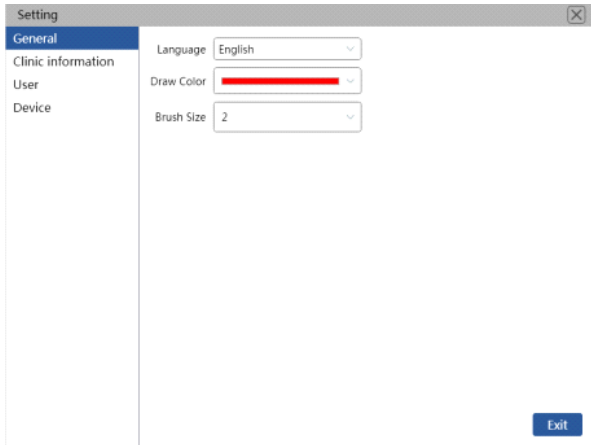 Setting
General
Clinic information
User
Device
Language English
Draw Color
Brush Size 2
Exit